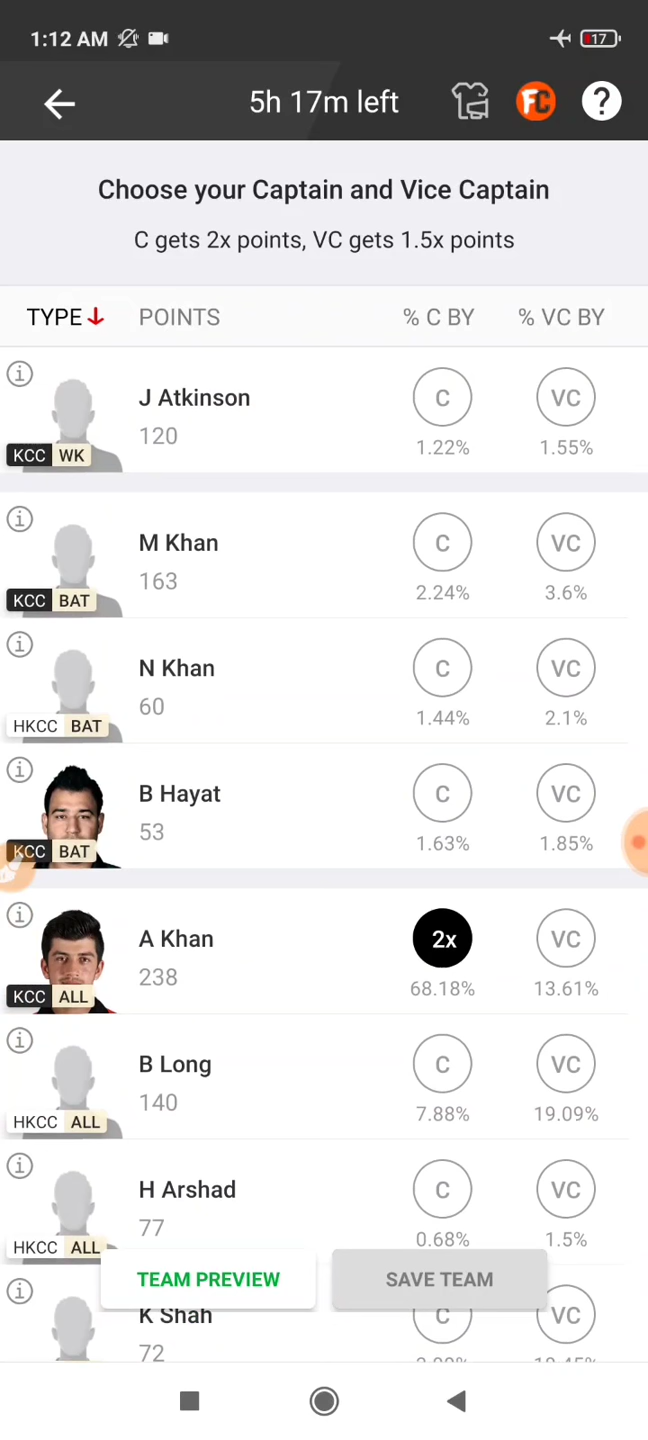 1:12 AM 17
5h 17m left FC ?
Choose your Captain and Vice Captain
C gets 2x points, VC gets 1.5x points
TYPE POINTS % C BY % VC BY
J Atkinson C VC
120 1.22% 1.55%
KCC WK
M Khan C VC
163 2.24% 3.6%
KCC BAT
N Khan C VC
60 1.44% 2.1%
HKCC BAT
B Hayat C VC
53 1.63% 1.85%
KCC BAT
A Khan 2x VC
238 68.18% 13.61%
KCC ALL
B Long C VC
140 7.88% 19.09%
HKCC ALL
H Arshad C VC
77 0.68% 1.5%
HKCC ALL
TEAM PREVIEW SAVE TEAM
K Shah C VC
72